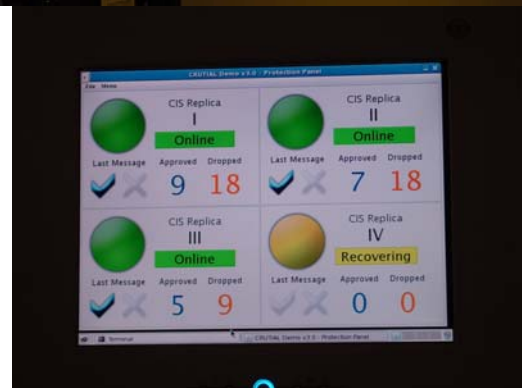 CRUTIAL Demo v3.0 - Protection Panel
File Menu
CIS Replica
I
Online
Last Message Approved Dropped
9 18
CIS Replica
II
Online
Last Message Approved Dropped
7 18
CIS Replica
III
Online
Last Message Approved Dropped
5 9
CIS Replica
IV
Recovering
Last Message Approved Dropped
0 0
Terminal
CRUTIAL Demo v3.0 - Protection Panel